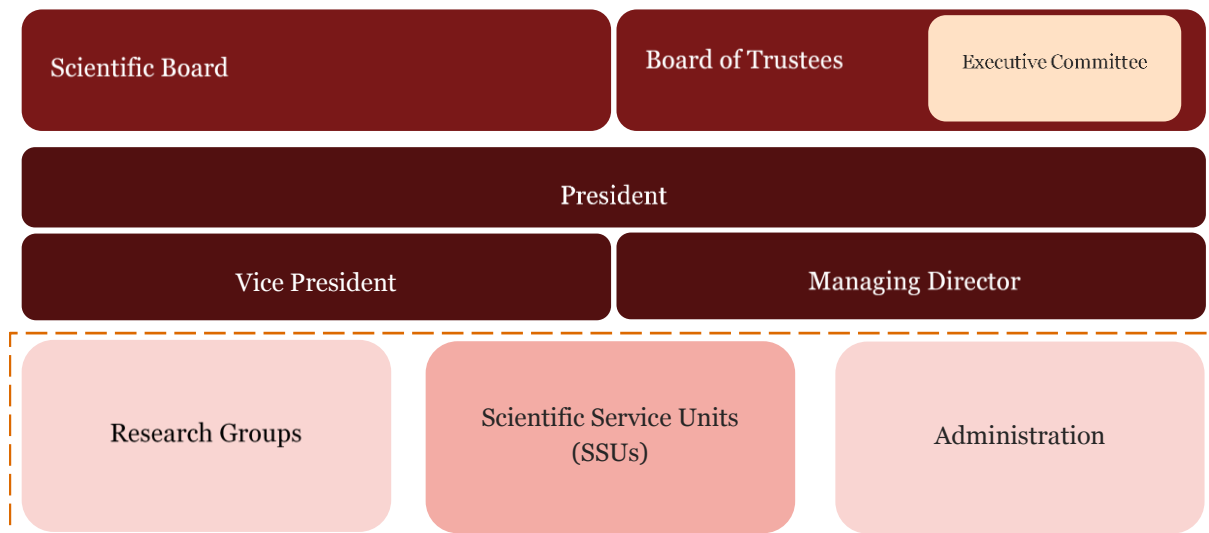 Scientific Board
Board of Trustees
Executive Committee
President
Vice President
Managing Director
Research Groups
Scientific Service Units
(SSUs)
Administration